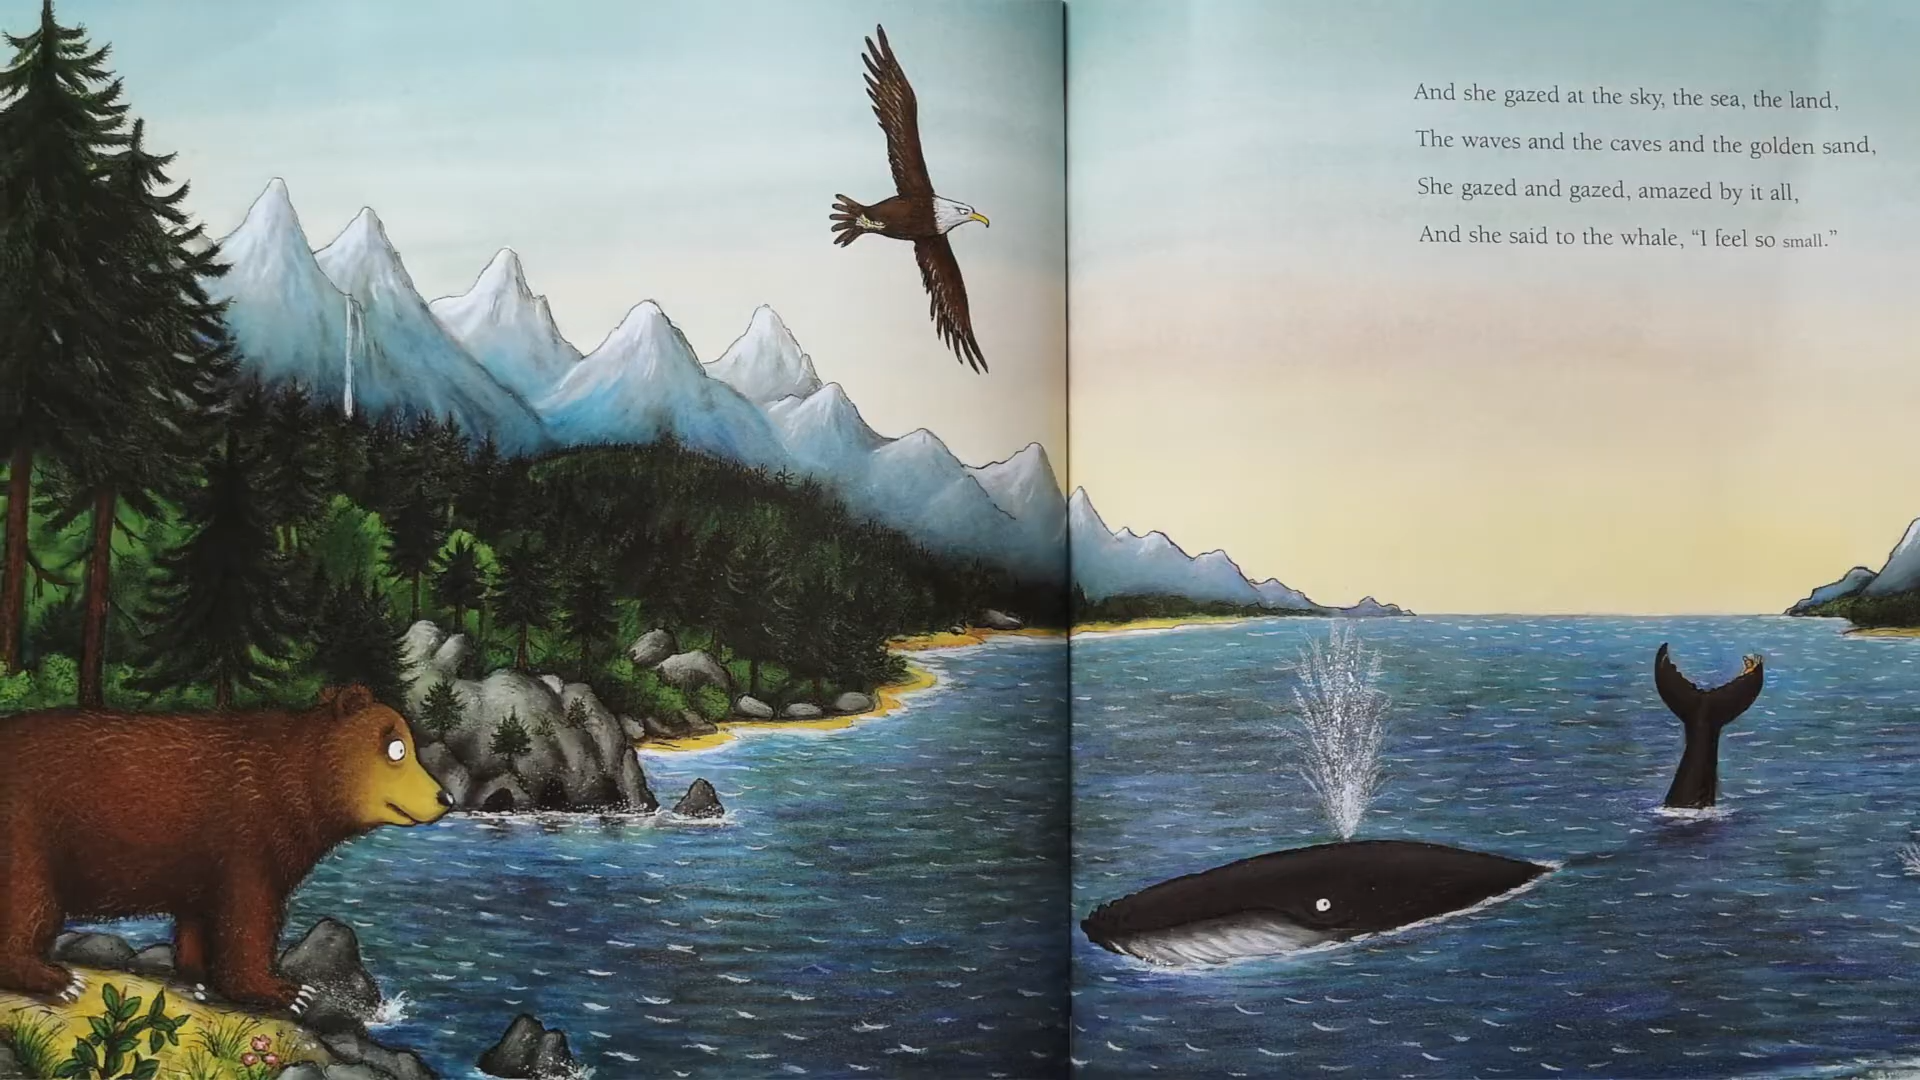 And she gazed at the sky, the sea, the land,
The waves and the caves and the golden sand,
She gazed and gazed, amazed by it all,
And she said to the whale, “I feel so small.”